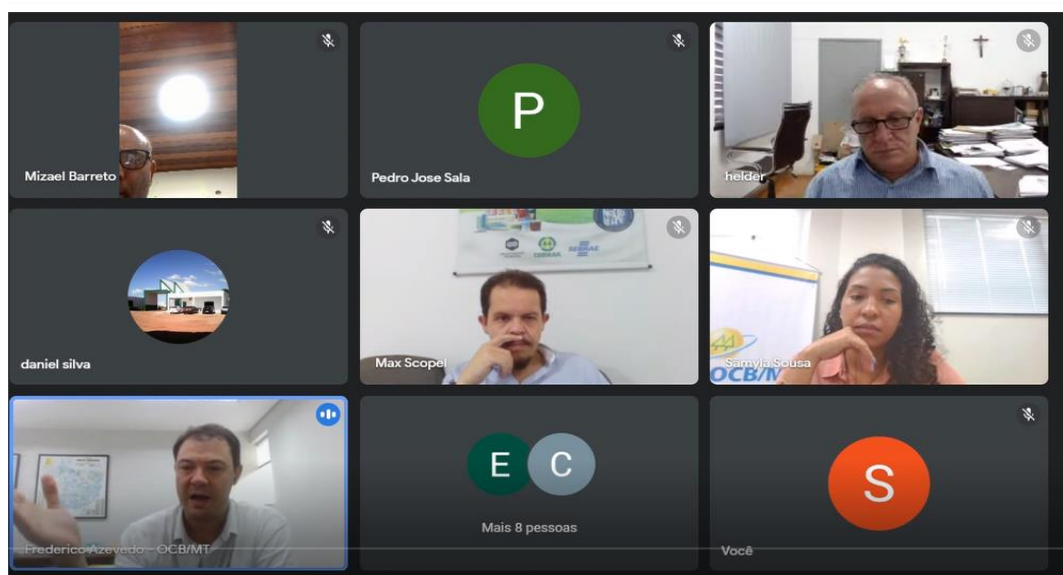 Mizael Barreto
P
Pedro Jose Sala
helder
daniel silva
SEBRAE
Max Scopel
OCB/M
Samyla Sousa
Frederico Azevedo - OCB/MT
E C
Mais 8 pessoas
S
Você